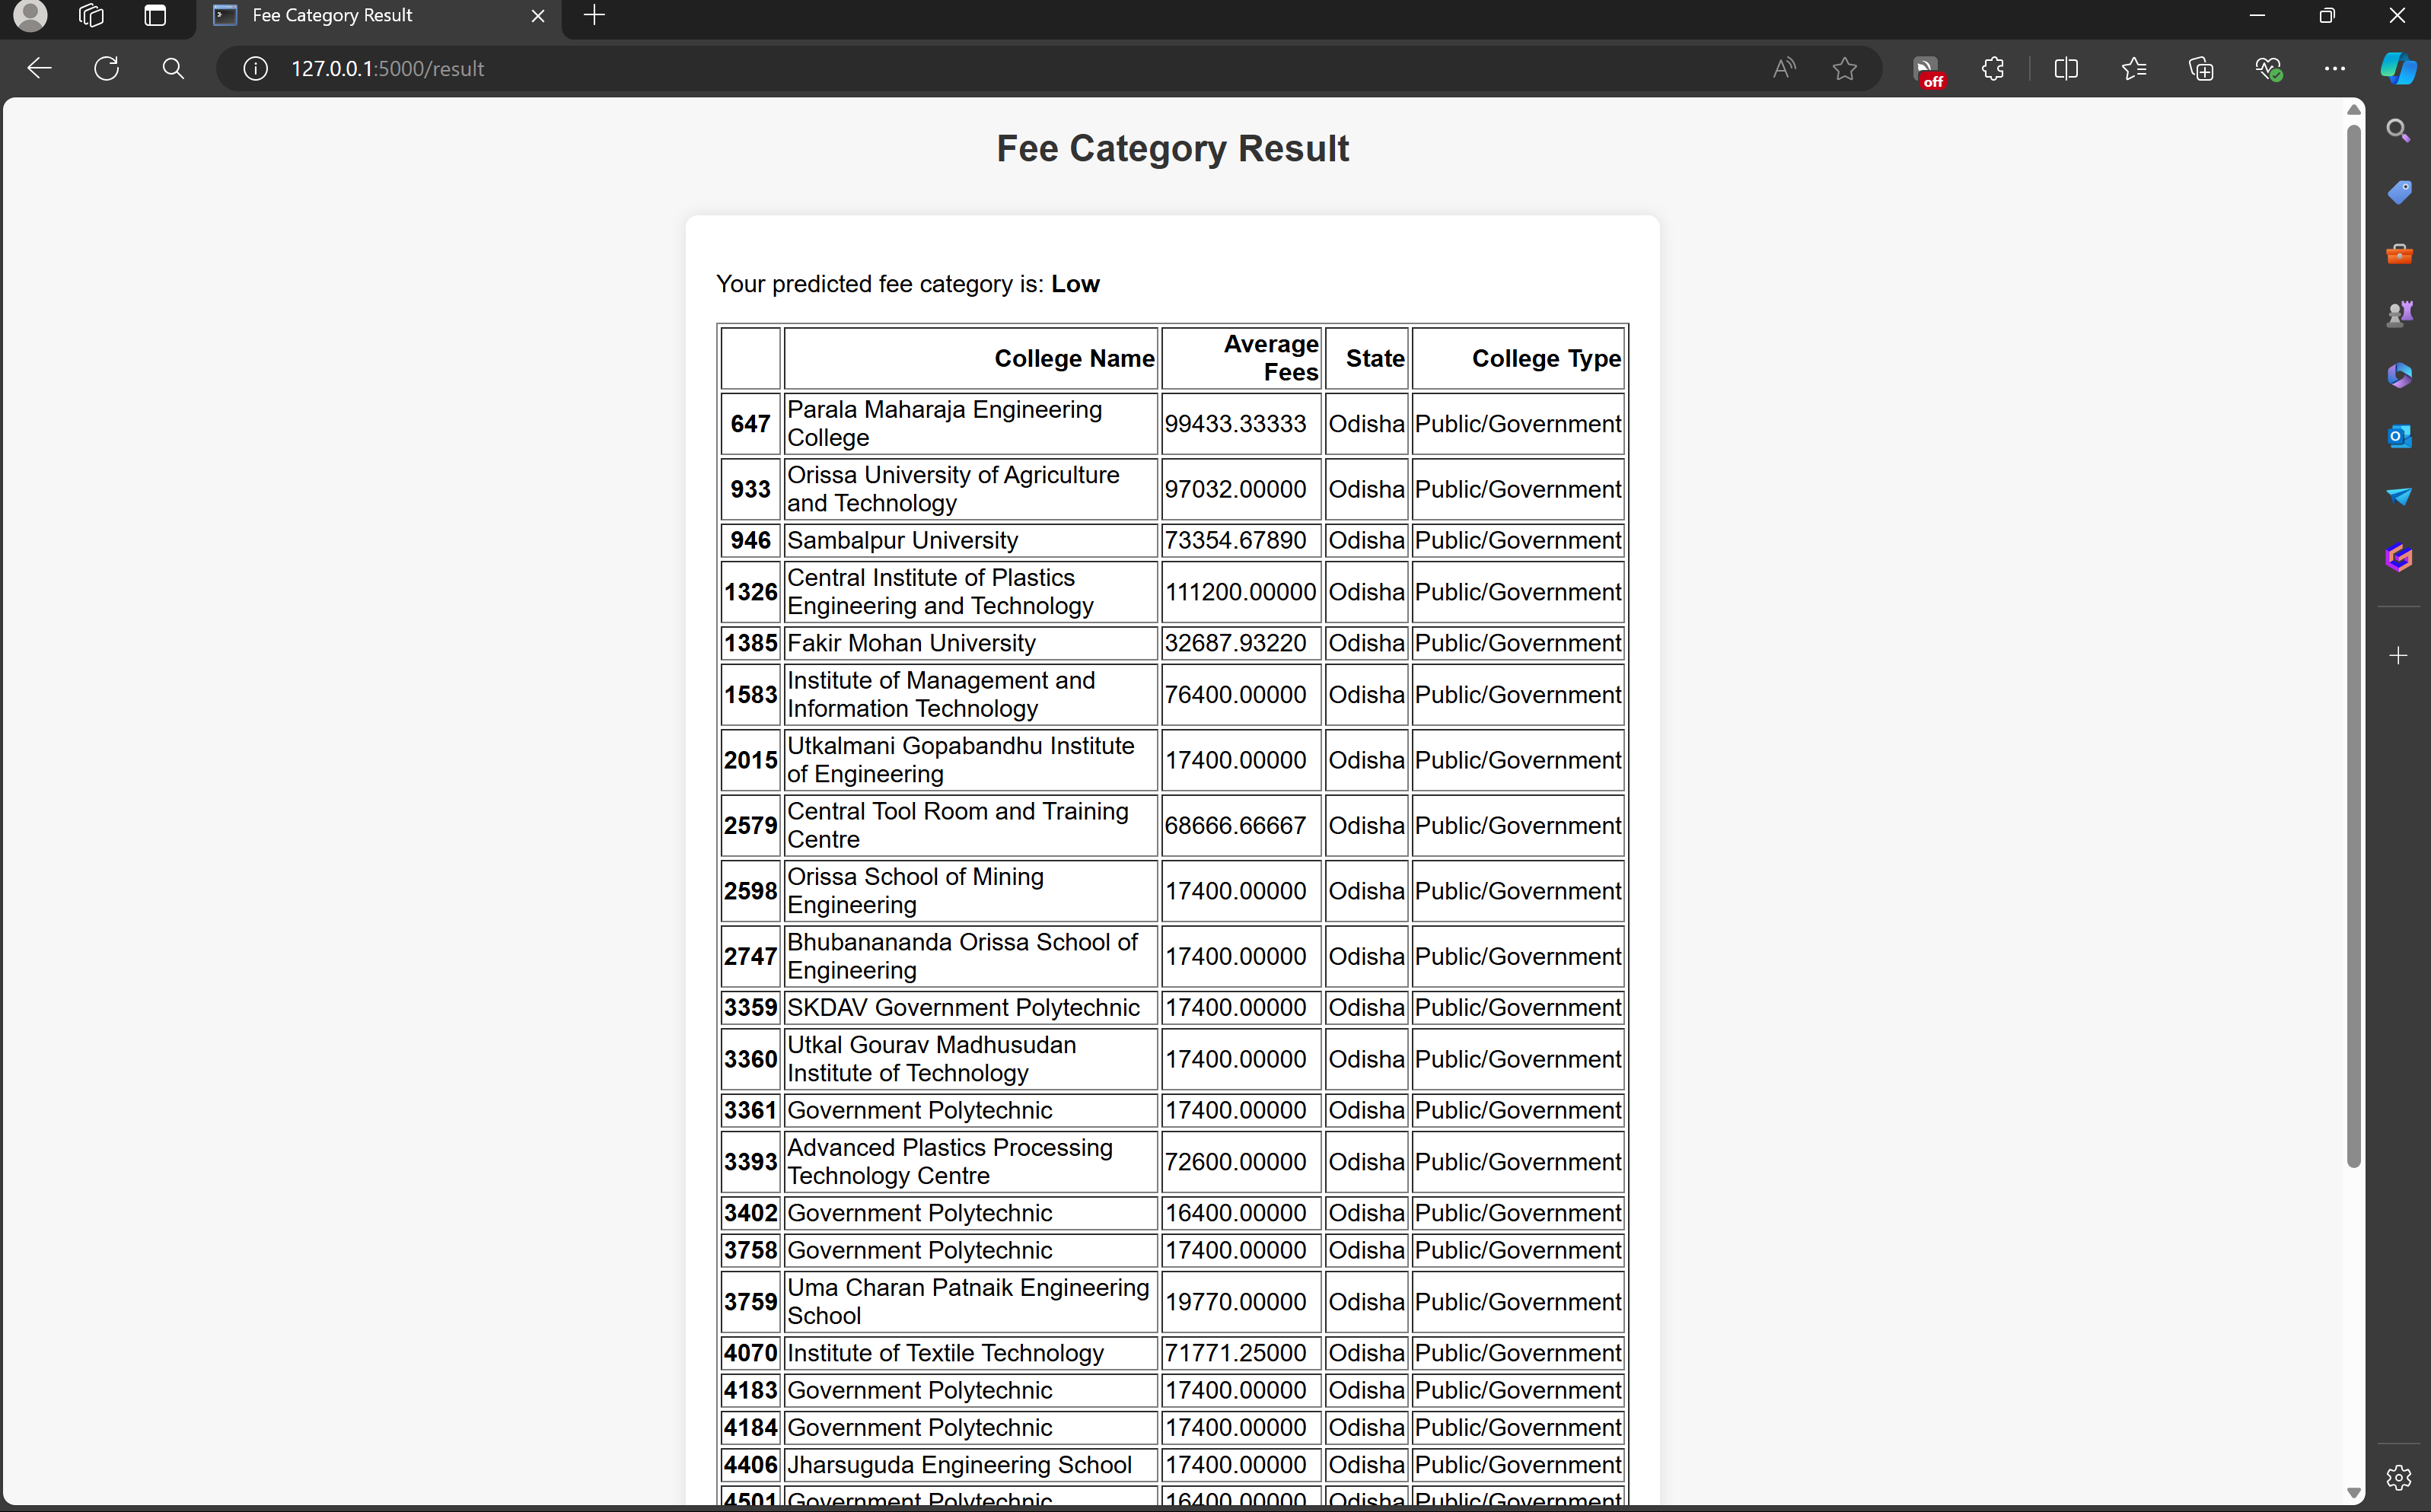 Fee Category Result
127.0.0.1:5000/result
off
Fee Category Result
Your predicted fee category is: Low
College Name Average Fees State College Type
647 Parala Maharaja Engineering College 99433.33333 Odisha Public/Government
933 Orissa University of Agriculture and Technology 97032.00000 Odisha Public/Government
946 Sambalpur University 73354.67890 Odisha Public/Government
1326 Central Institute of Plastics Engineering and Technology 111200.00000 Odisha Public/Government
1385 Fakir Mohan University 32687.93220 Odisha Public/Government
1583 Institute of Management and Information Technology 76400.00000 Odisha Public/Government
2015 Utkalmani Gopabandhu Institute of Engineering 17400.00000 Odisha Public/Government
2579 Central Tool Room and Training Centre 68666.66667 Odisha Public/Government
2598 Orissa School of Mining Engineering 17400.00000 Odisha Public/Government
2747 Bhubanananda Orissa School of Engineering 17400.00000 Odisha Public/Government
3359 SKDAV Government Polytechnic 17400.00000 Odisha Public/Government
3360 Utkal Gourav Madhusudan Institute of Technology 17400.00000 Odisha Public/Government
3361 Government Polytechnic 17400.00000 Odisha Public/Government
3393 Advanced Plastics Processing Technology Centre 72600.00000 Odisha Public/Government
3402 Government Polytechnic 16400.00000 Odisha Public/Government
3758 Government Polytechnic 17400.00000 Odisha Public/Government
3759 Uma Charan Patnaik Engineering School 19770.00000 Odisha Public/Government
4070 Institute of Textile Technology 71771.25000 Odisha Public/Government
4183 Government Polytechnic 17400.00000 Odisha Public/Government
4184 Government Polytechnic 17400.00000 Odisha Public/Government
4406 Jharsuguda Engineering School 17400.00000 Odisha Public/Government
4501 Government Polytechnic 16400.00000 Odisha Public/Government